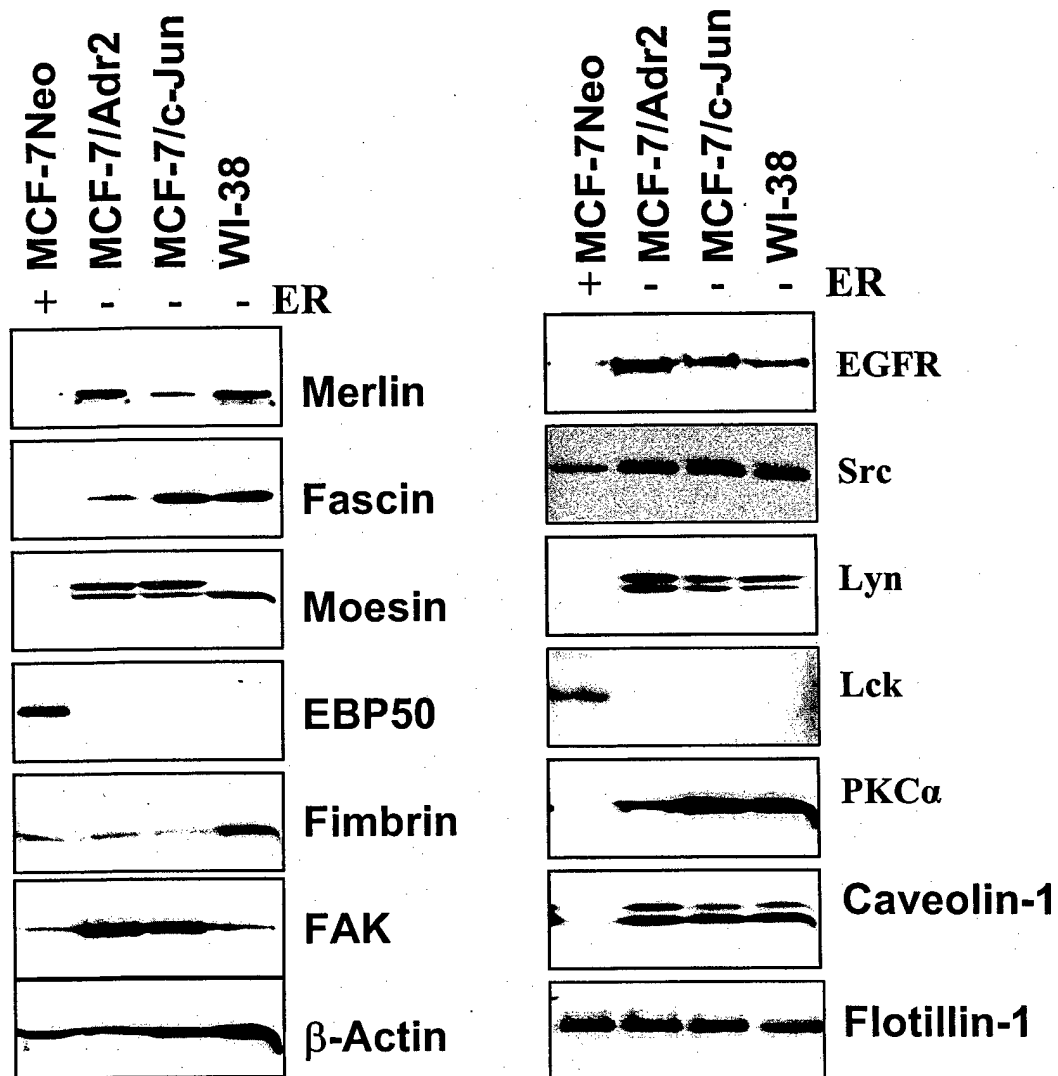 MCF-7Neo
MCF-7/Adr2
MCF-7/c-Jun
WI-38
+ - - - ER
Merlin
Fascin
Moesin
EBP50
Fimbrin
FAK
β-Actin
MCF-7Neo
MCF-7/Adr2
MCF-7/c-Jun
WI-38
+ - - - ER
EGFR
Src
Lyn
Lck
PKCα
Caveolin-1
Flotillin-1